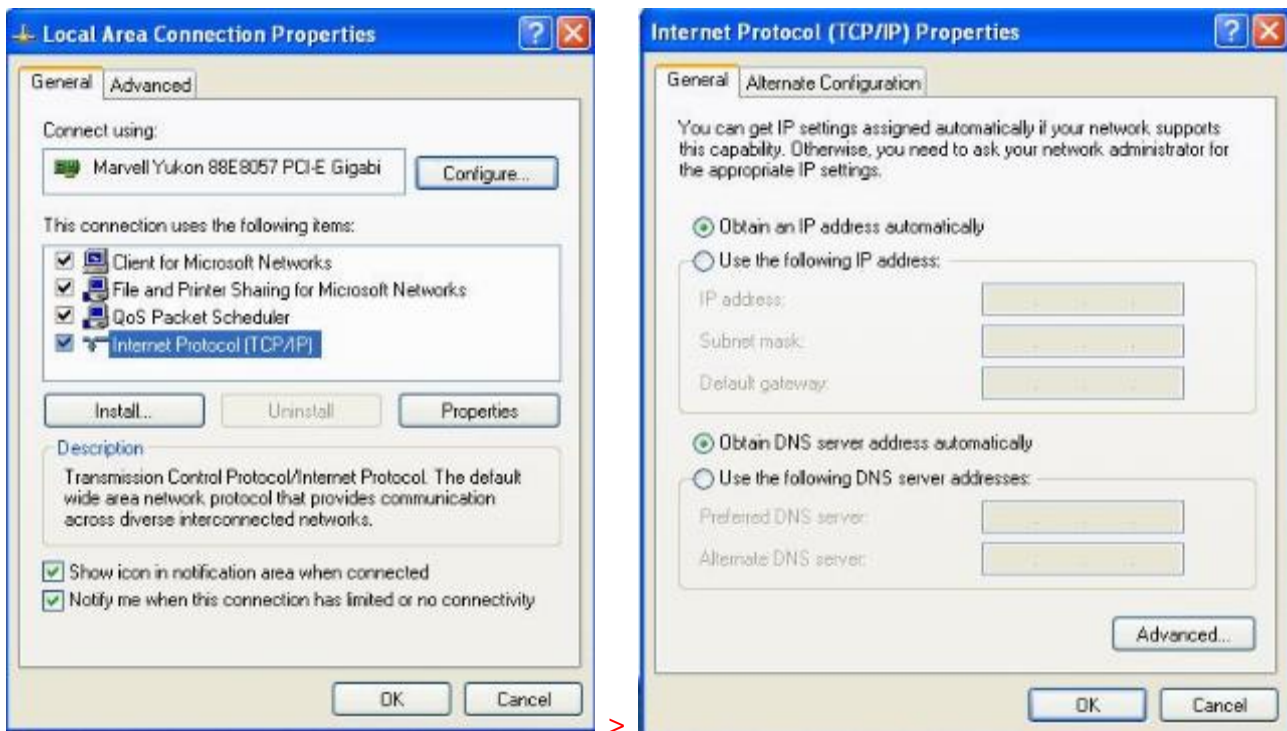 Local Area Connection Properties
General
Advanced
Connect using:
Marvell Yukon 88E8057 PCI-E Gigabi
Configure...
This connection uses the following items:
Client for Microsoft Networks
File and Printer Sharing for Microsoft Networks
QoS Packet Scheduler
Internet Protocol (TCP/IP)
Install...
Uninstall
Properties
Description
Transmission Control Protocol/Internet Protocol. The default
wide area network protocol that provides communication
across diverse interconnected networks.
Show icon in notification area when connected
Notify me when this connection has limited or no connectivity
OK
Cancel
>
Internet Protocol (TCP/IP) Properties
General
Alternate Configuration
You can get IP settings assigned automatically if your network supports
this capability. Otherwise, you need to ask your network administrator for
the appropriate IP settings.
Obtain an IP address automatically
Use the following IP address:
IP address:
Subnet mask:
Default gateway:
Obtain DNS server address automatically
Use the following DNS server addresses:
Preferred DNS server:
Alternate DNS server:
Advanced...
OK
Cancel